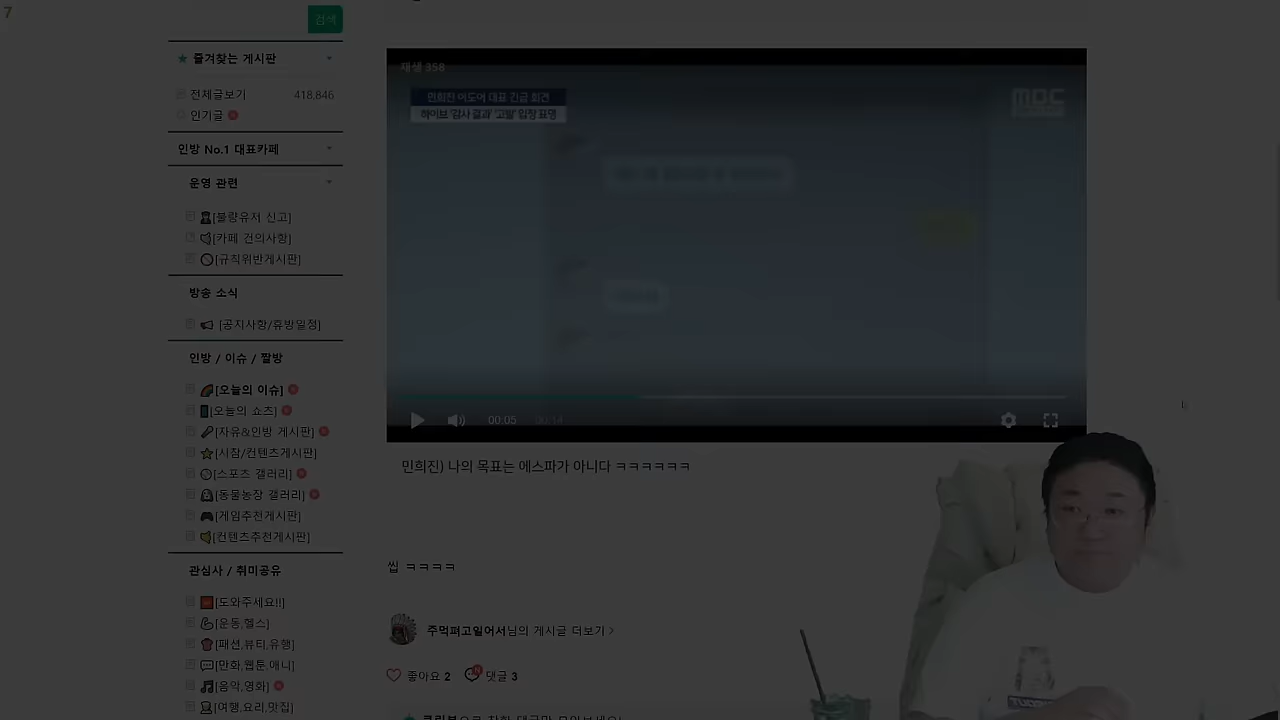 7
검색
즐겨찾는 게시판
전체글보기 418,846
인기글
인방 No.1 대표카페
운영 관련
[불량유저 신고]
[카페 건의사항]
[규칙위반게시판]
방송 소식
[공지사항/휴방일정]
인방 / 이슈 / 짤방
[오늘의 이슈]
[오늘의 쇼츠]
[자유&인방 게시판]
[시참/컨텐츠게시판]
[스포츠 갤러리]
[동물농장 갤러리]
[게임추천게시판]
[컨텐츠추천게시판]
관심사 / 취미공유
[도와주세요!!]
[운동,헬스]
[패션,뷰티,유행]
[만화,웹툰,애니]
[음악,영화]
[여행,요리,맛집]
재생 358
민희진 어도어 대표 긴급 회견
하이브 '감사 결과' '고발' 입장 표명
MBC
00:05 00:14
민희진) 나의 목표는 에스파가 아니다 ㅋㅋㅋㅋㅋㅋ
씹 ㅋㅋㅋㅋ
주먹펴고일어서님의 게시글 더보기
좋아요 2 댓글 3